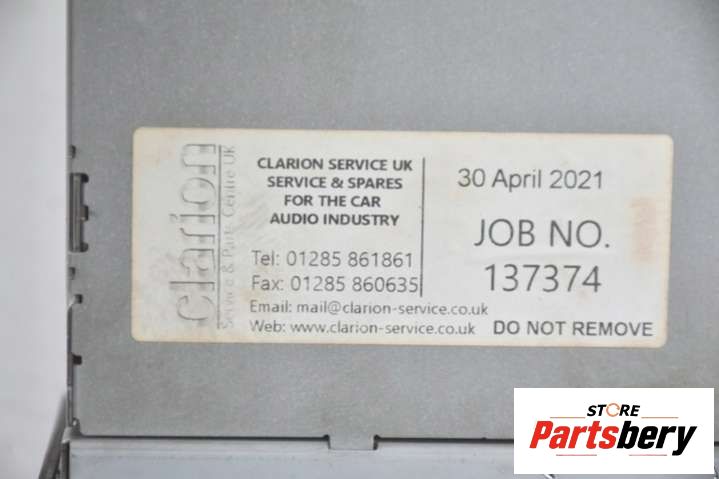 clarion
Service & Parts Centre UK
CLARION SERVICE UK
SERVICE & SPARES
FOR THE CAR
AUDIO INDUSTRY
Tel: 01285 861861
Fax: 01285 860635
Email: mail@clarion-service.co.uk
Web: www.clarion-service.co.uk
30 April 2021
JOB NO.
137374
DO NOT REMOVE
STORE
Partsbery